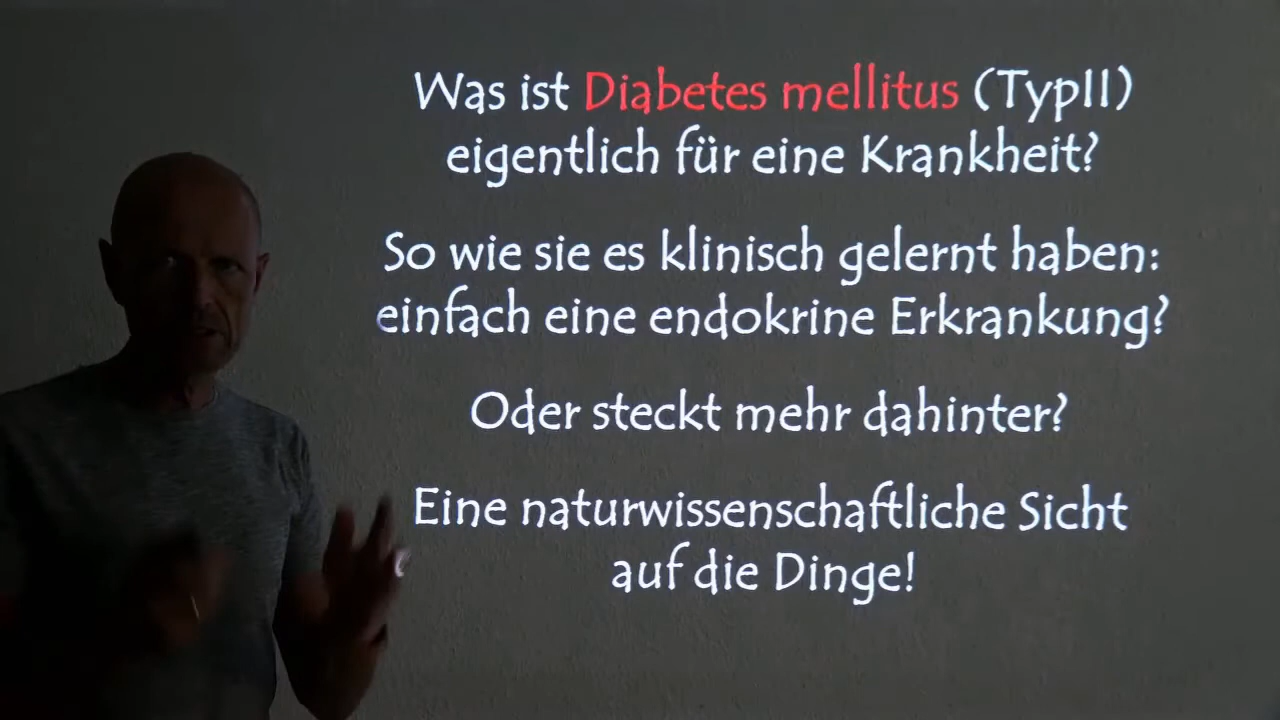 Was ist Diabetes mellitus (TypII)
eigentlich für eine Krankheit?
So wie sie es klinisch gelernt haben:
einfach eine endokrine Erkrankung?
Oder steckt mehr dahinter?
Eine naturwissenschaftliche Sicht
auf die Dinge!